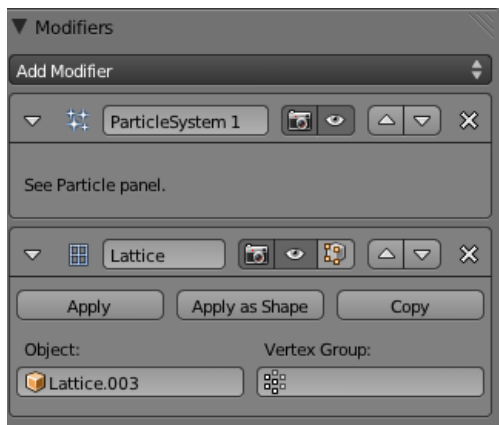 Modifiers
Add Modifier
ParticleSystem 1
See Particle panel.
Lattice
Apply Apply as Shape Copy
Object: Vertex Group:
Lattice.003